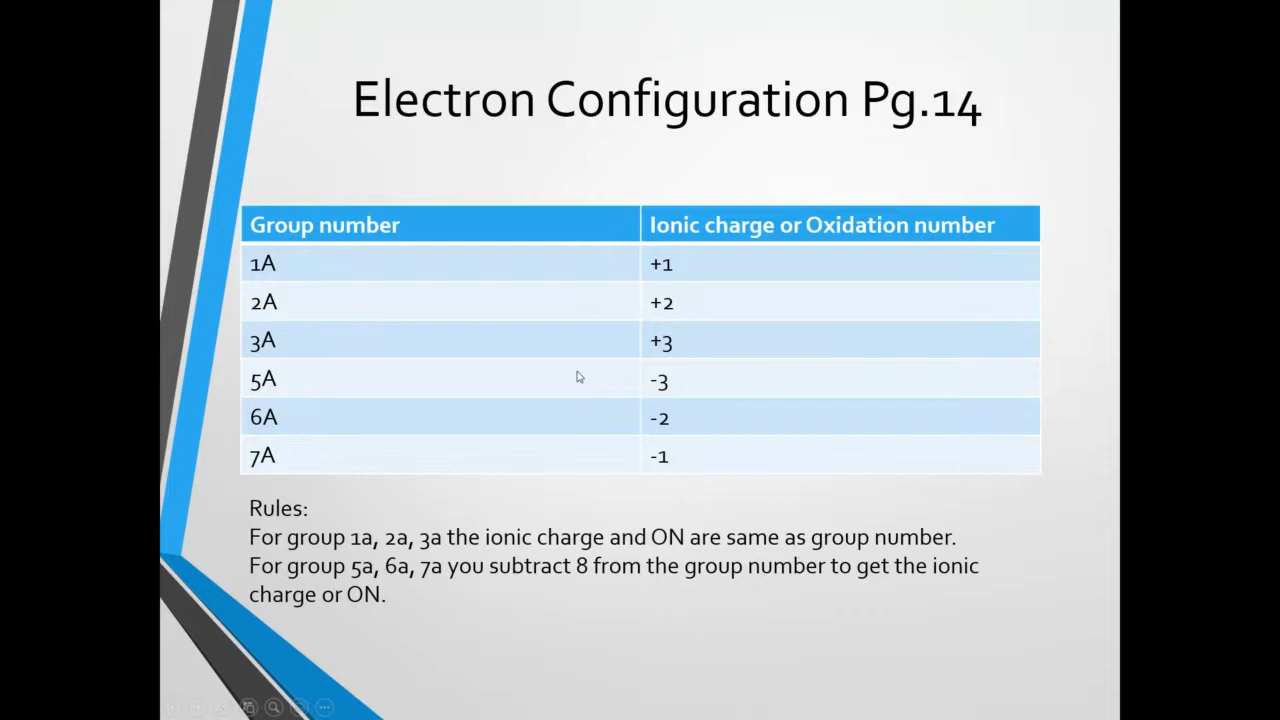 Electron Configuration Pg.14
Group number Ionic charge or Oxidation number
1A +1
2A +2
3A +3
5A -3
6A -2
7A -1
Rules:
For group 1a, 2a, 3a the ionic charge and ON are same as group number.
For group 5a, 6a, 7a you subtract 8 from the group number to get the ionic
charge or ON.